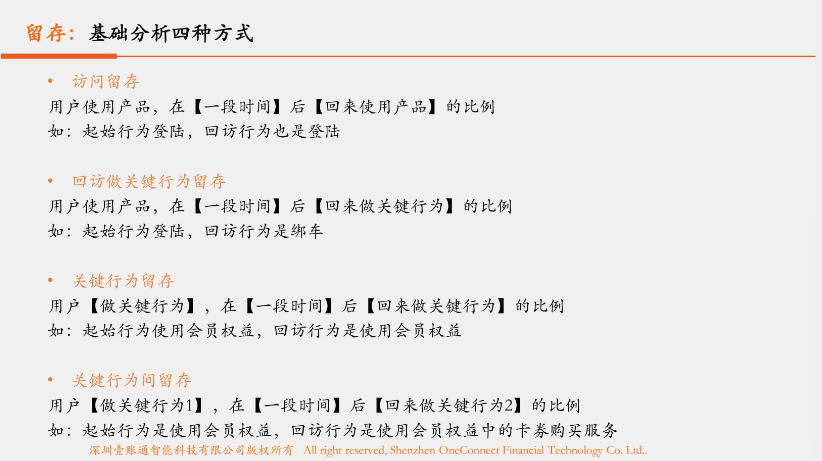 留存：基础分析四种方式
• 访问留存
用户使用产品，在【一段时间】后【回来使用产品】的比例
如：起始行为登陆，回访行为也是登陆
• 回访做关键行为留存
用户使用产品，在【一段时间】后【回来做关键行为】的比例
如：起始行为登陆，回访行为是绑车
• 关键行为留存
用户【做关键行为】，在【一段时间】后【回来做关键行为】的比例
如：起始行为使用会员权益，回访行为是使用会员权益
• 关键行为间留存
用户【做关键行为1】，在【一段时间】后【回来做关键行为2】的比例
如：起始行为是使用会员权益，回访行为是使用会员权益中的卡券购买服务
深圳壹账通智能科技有限公司版权所有 All right reserved, Shenzhen OneConnect Financial Technology Co. Ltd..